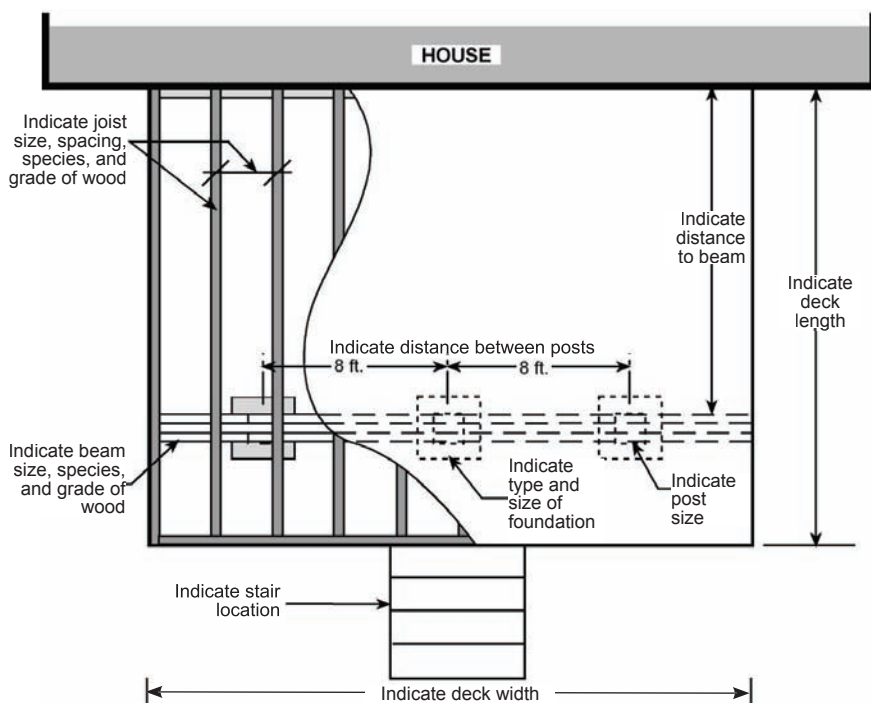 HOUSE
Indicate joist
size, spacing,
species, and
grade of wood
Indicate
distance
to beam
Indicate
deck
length
Indicate distance between posts
8 ft.
8 ft.
Indicate beam
size, species,
and grade of
wood
Indicate
type and
size of
foundation
Indicate
post
size
Indicate stair
location
Indicate deck width